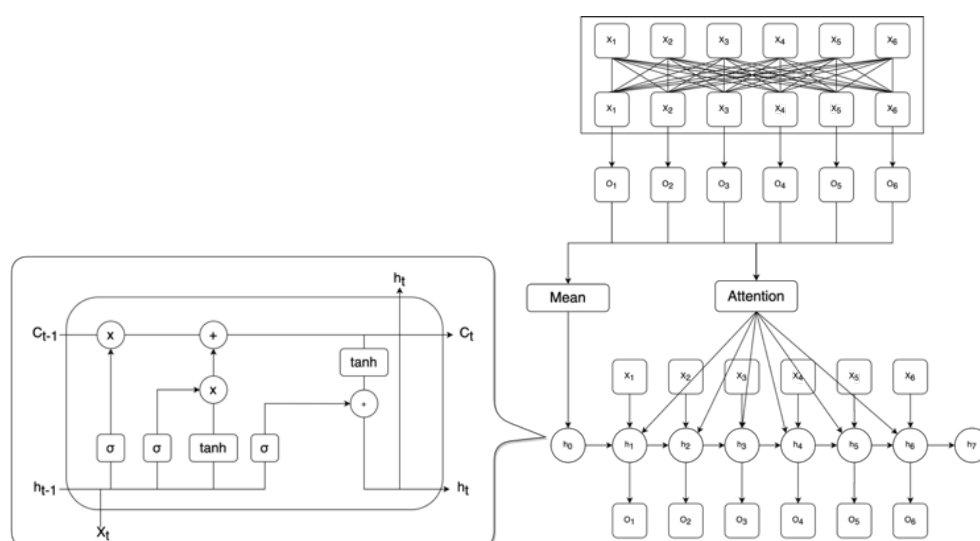 x1 x2 x3 x4 x5 x6
x1 x2 x3 x4 x5 x6
O1 O2 O3 O4 O5 O6
Mean Attention
x1 x2 x3 x4 x5 x6
h0 h1 h2 h3 h4 h5 h6 h7
O1 O2 O3 O4 O5 O6
ht
Ct-1 x + Ct
tanh
x
+
σ σ tanh σ
ht-1 ht
Xt